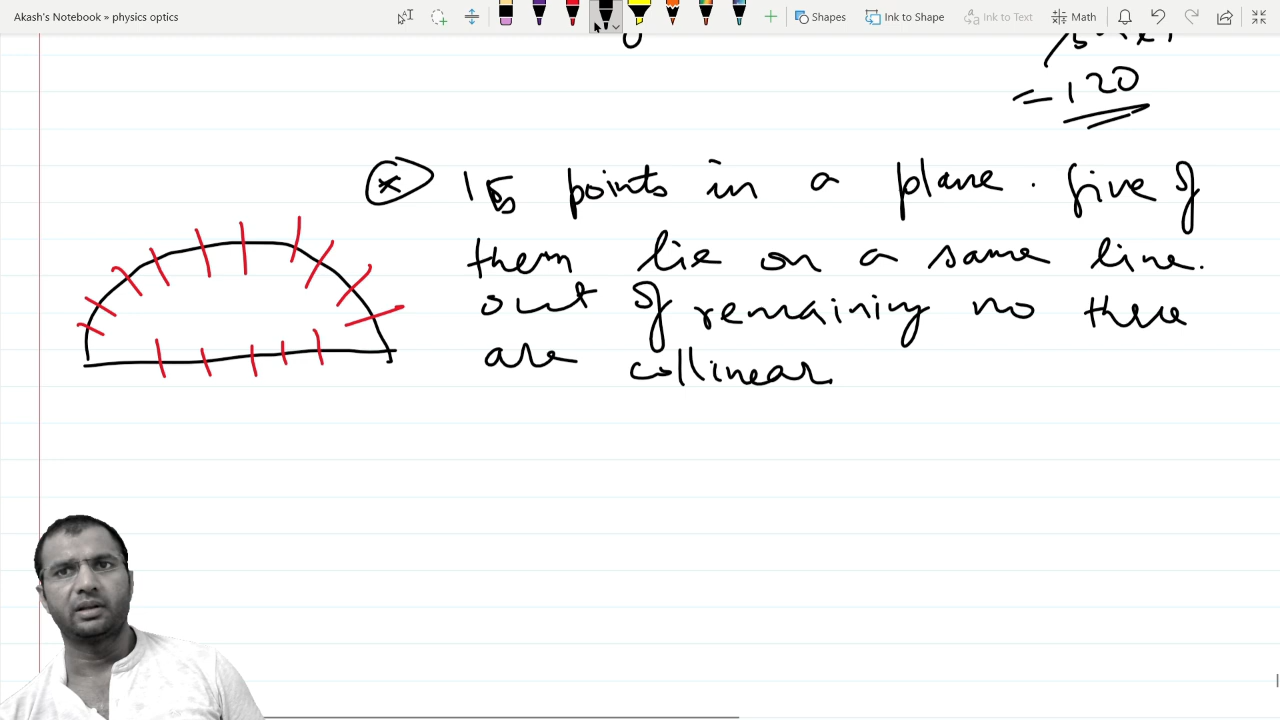 Akash's Notebook » physics optics
Shapes
Ink to Shape
Ink to Text
Math
= 120
15 points in a plane. five of
them lie on a same line.
out of remaining no three
are collinear